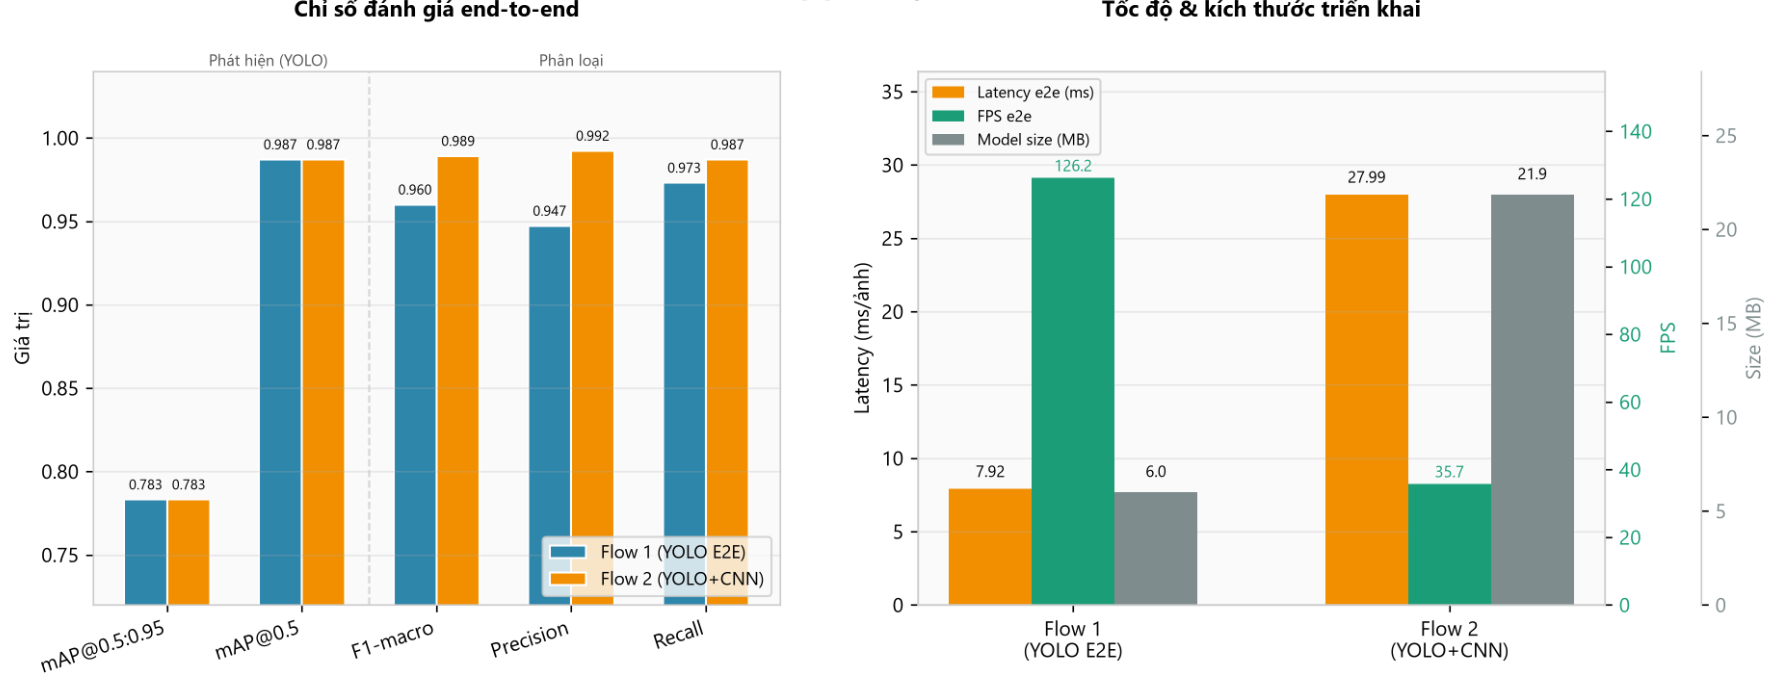 Chỉ số đánh giá end-to-end
Phát hiện (YOLO)
Phân loại
Giá trị
1.00
0.95
0.90
0.85
0.80
0.75
0.783
0.783
0.987
0.987
0.960
0.989
0.947
0.992
0.973
0.987
Flow 1 (YOLO E2E)
Flow 2 (YOLO+CNN)
mAP@0.5:0.95
mAP@0.5
F1-macro
Precision
Recall
Tốc độ & kích thước triển khai
Latency e2e (ms)
FPS e2e
Model size (MB)
Latency (ms/ảnh)
35
30
25
20
15
10
5
0
7.92
126.2
6.0
27.99
35.7
21.9
Flow 1
(YOLO E2E)
Flow 2
(YOLO+CNN)
140
120
100
80
60
40
20
0
FPS
25
20
15
10
5
0
Size (MB)